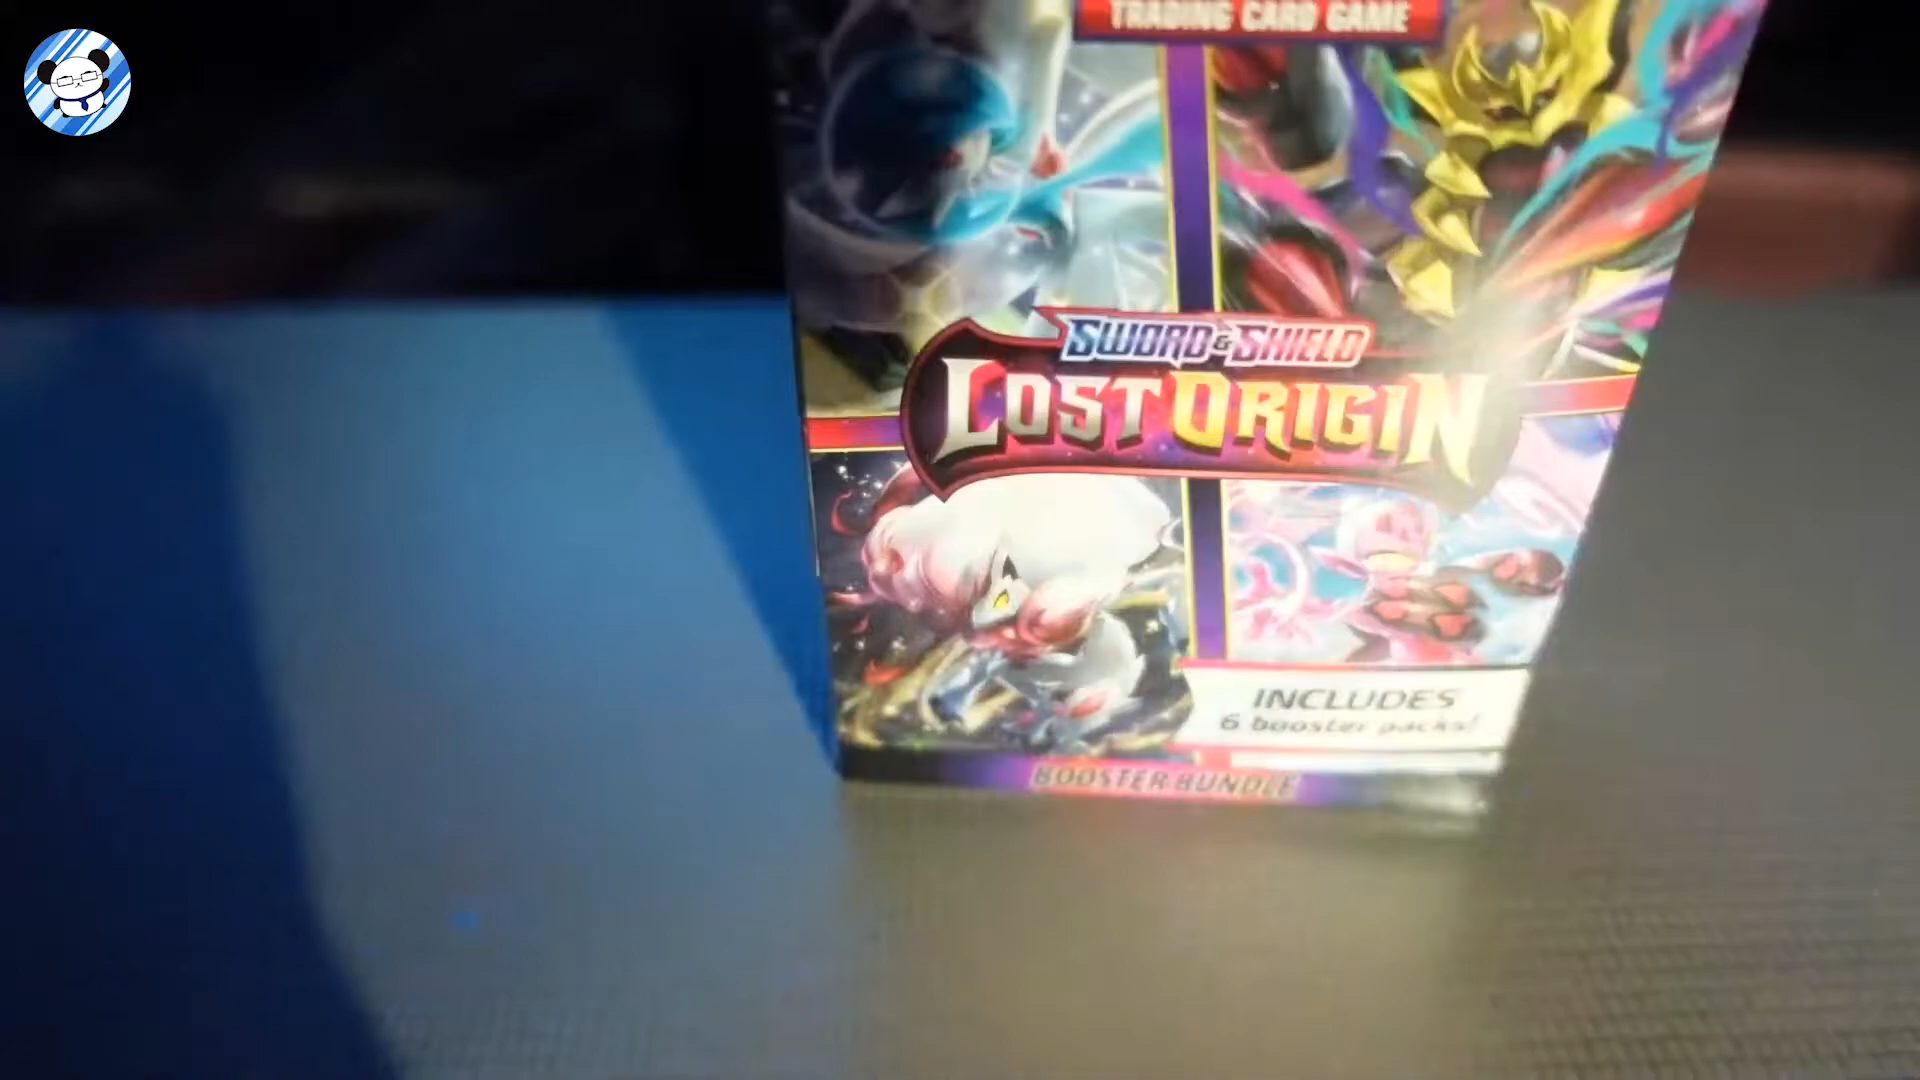 TRADING CARD GAME
SWORD & SHIELD
LOST ORIGIN
INCLUDES
6 booster packs!
BOOSTER BUNDLE